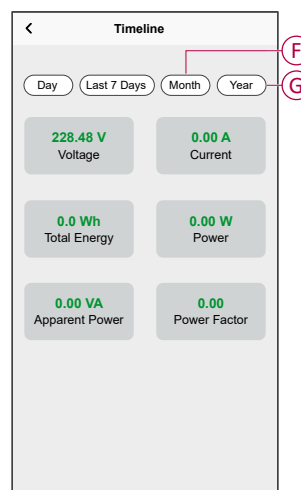 Timeline
F
Day Last 7 Days Month Year
G
228.48 V 0.00 A
Voltage Current
0.0 Wh 0.00 W
Total Energy Power
0.00 VA 0.00
Apparent Power Power Factor